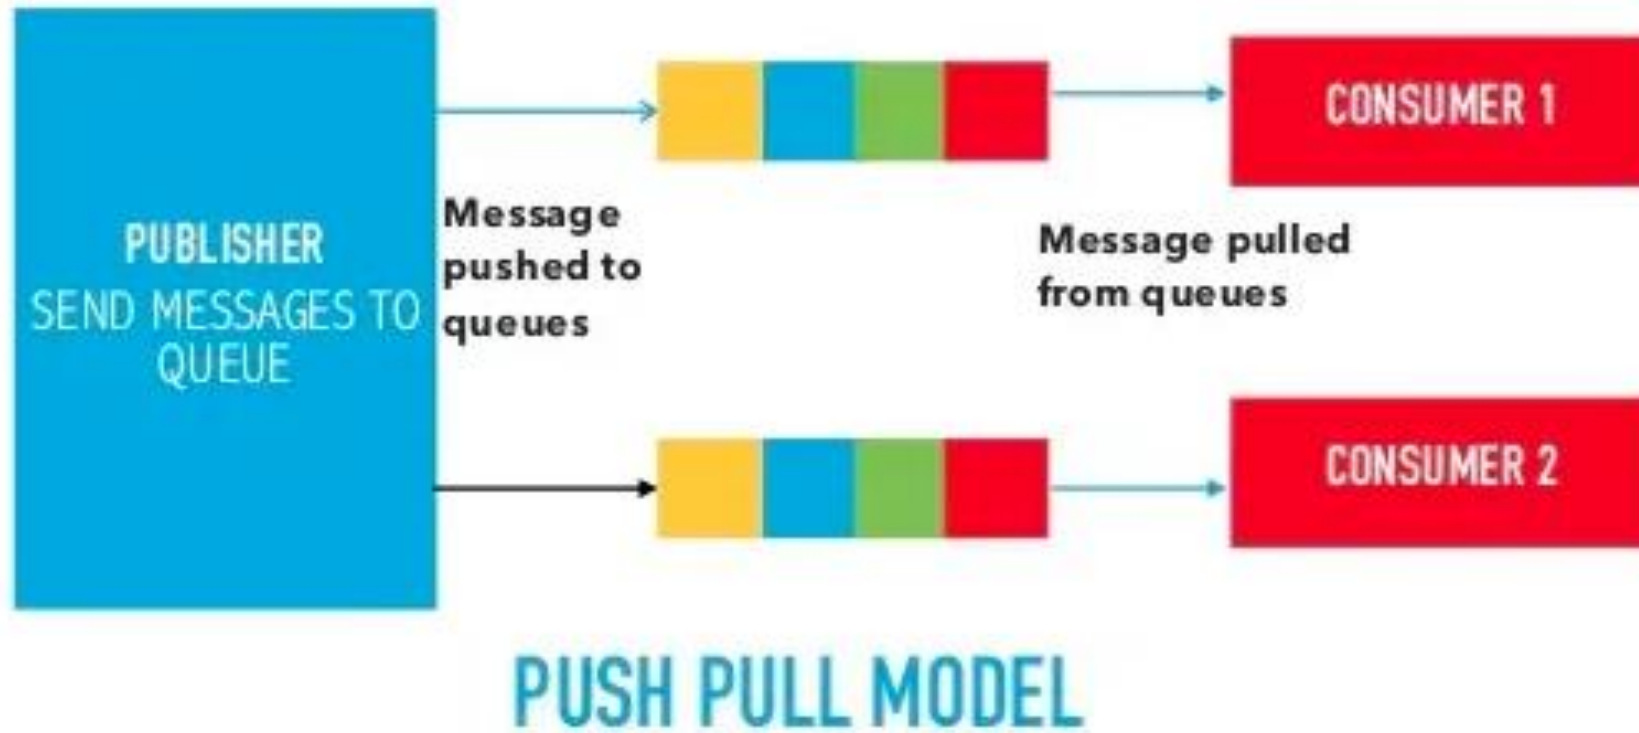 PUBLISHER
SEND MESSAGES TO
QUEUE
Message
pushed to
queues
CONSUMER 1
Message pulled
from queues
CONSUMER 2
PUSH PULL MODEL